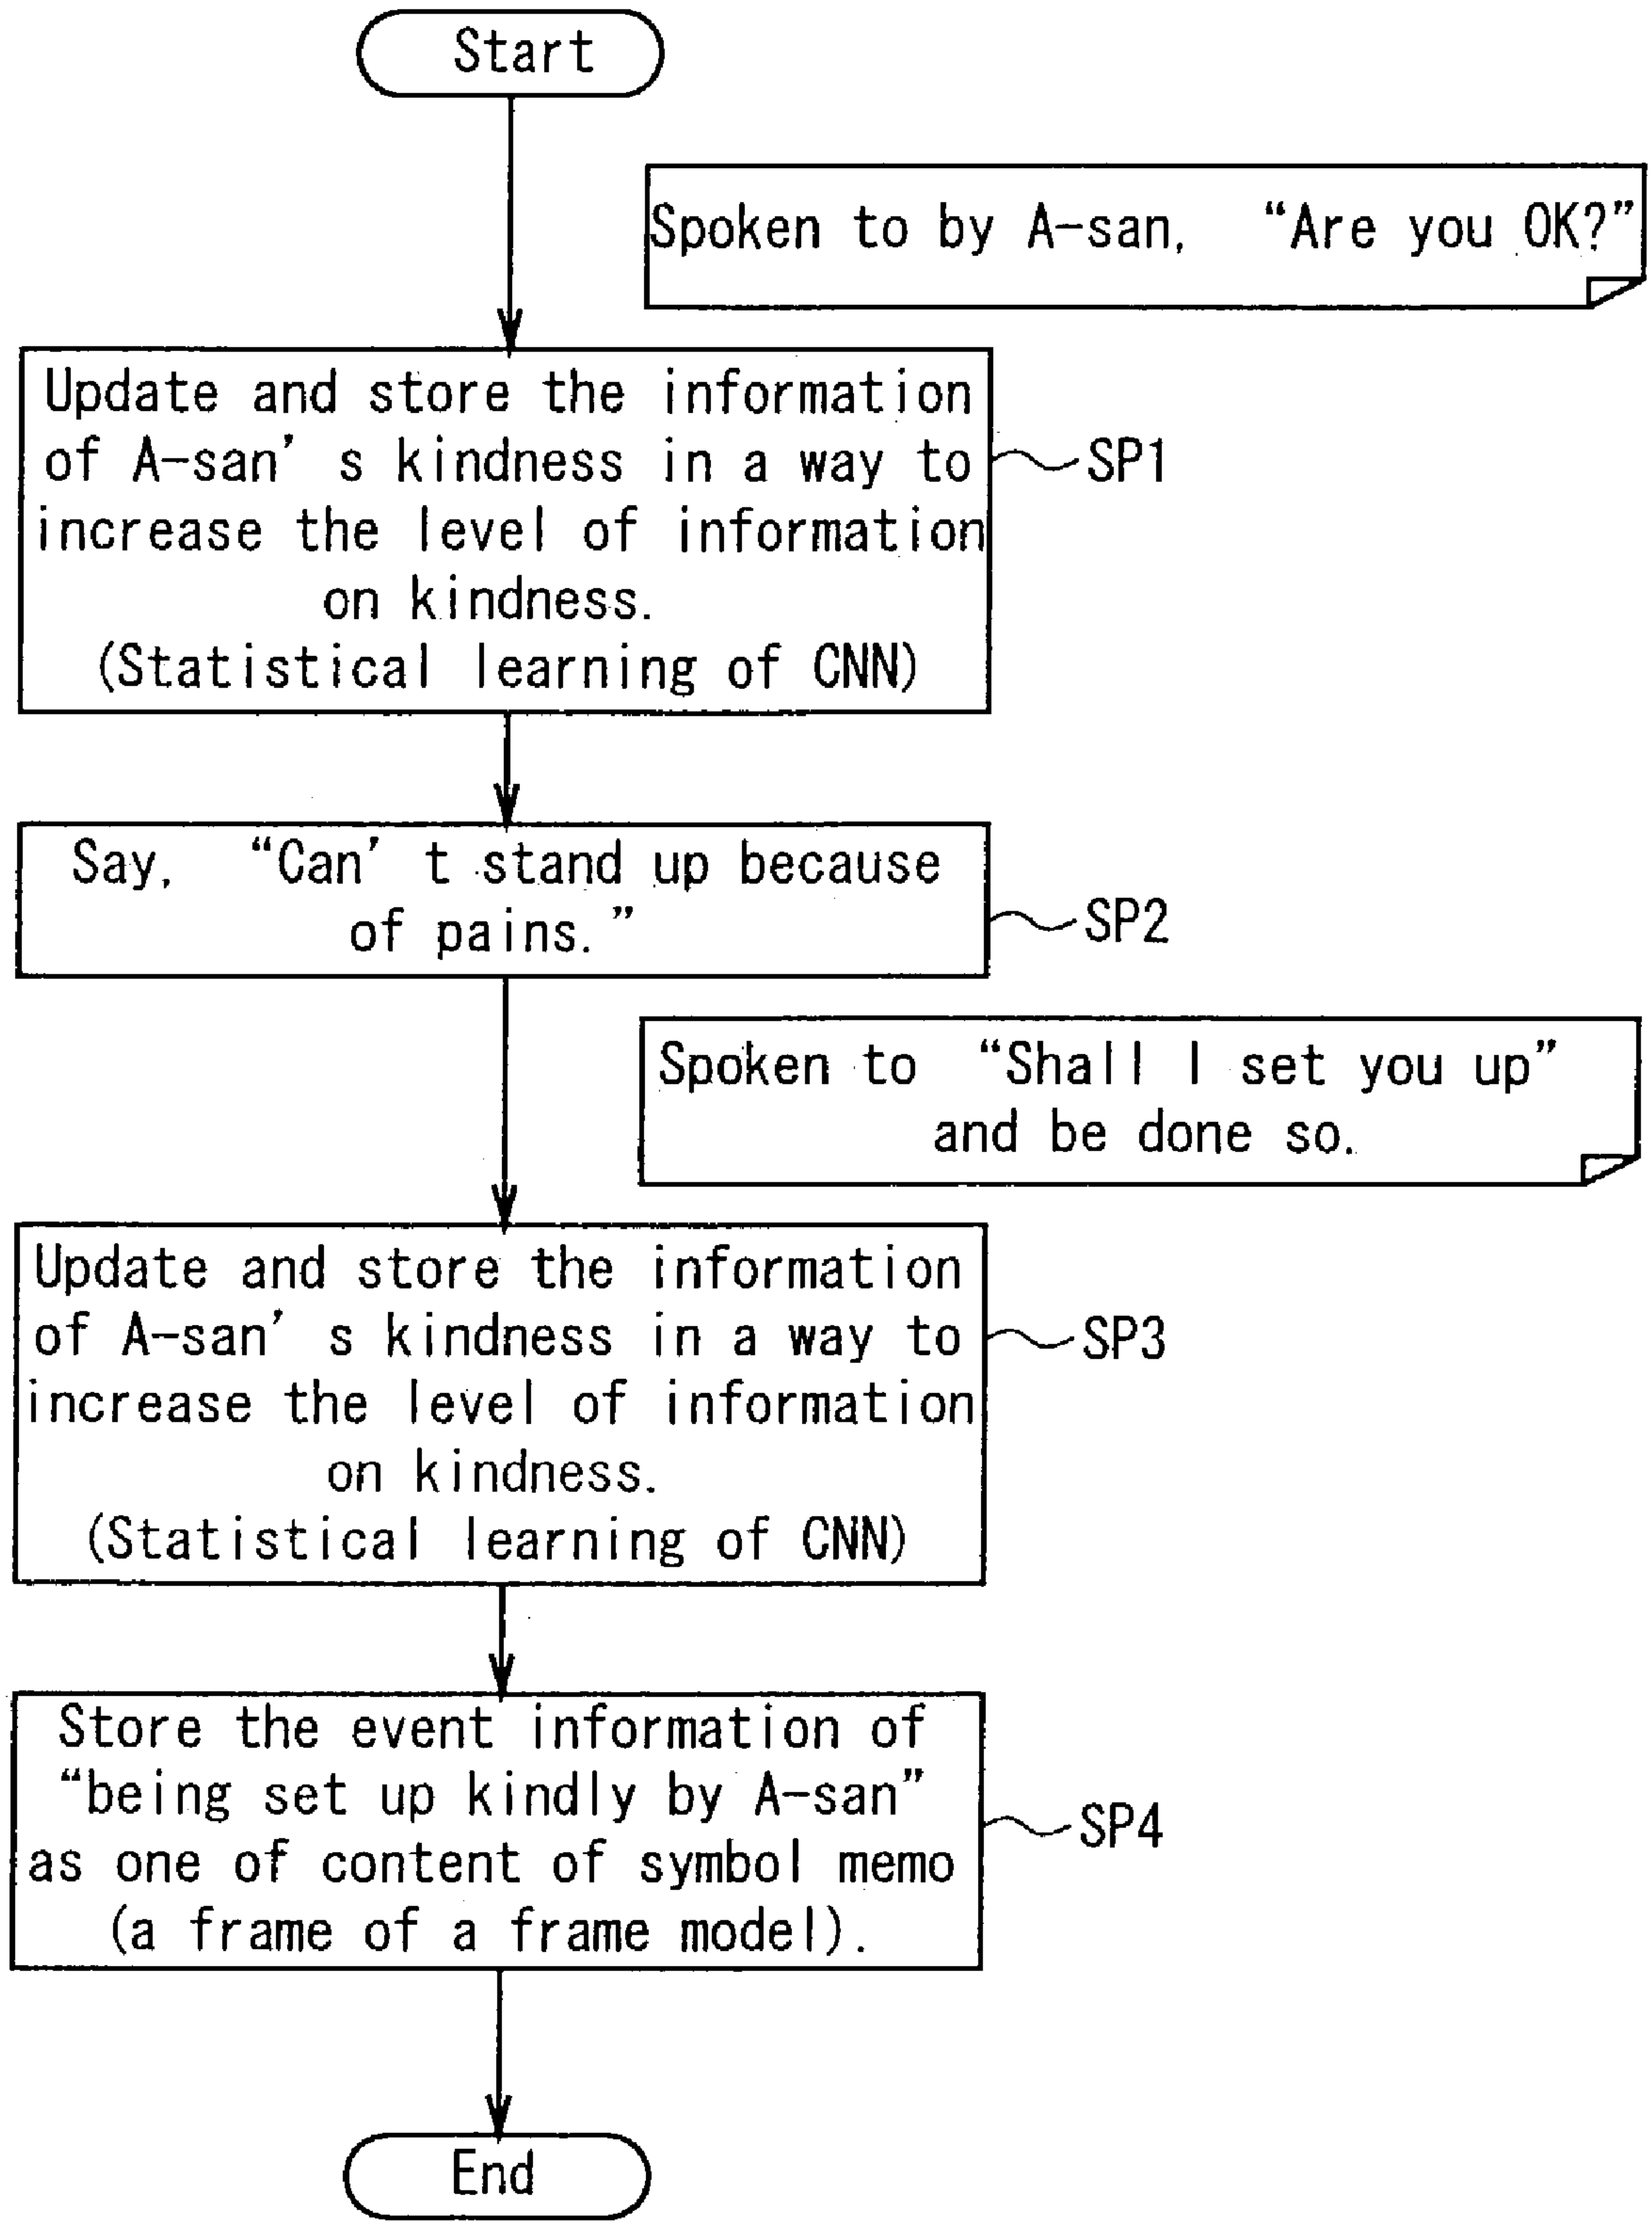 Start
Spoken to by A-san, “Are you OK?”
Update and store the information
of A-san’s kindness in a way to
increase the level of information
on kindness.
(Statistical learning of CNN)
SP1
Say, “Can’t stand up because
of pains.”
SP2
Spoken to “Shall I set you up”
and be done so.
Update and store the information
of A-san’s kindness in a way to
increase the level of information
on kindness.
(Statistical learning of CNN)
SP3
Store the event information of
“being set up kindly by A-san”
as one of content of symbol memo
(a frame of a frame model).
SP4
End